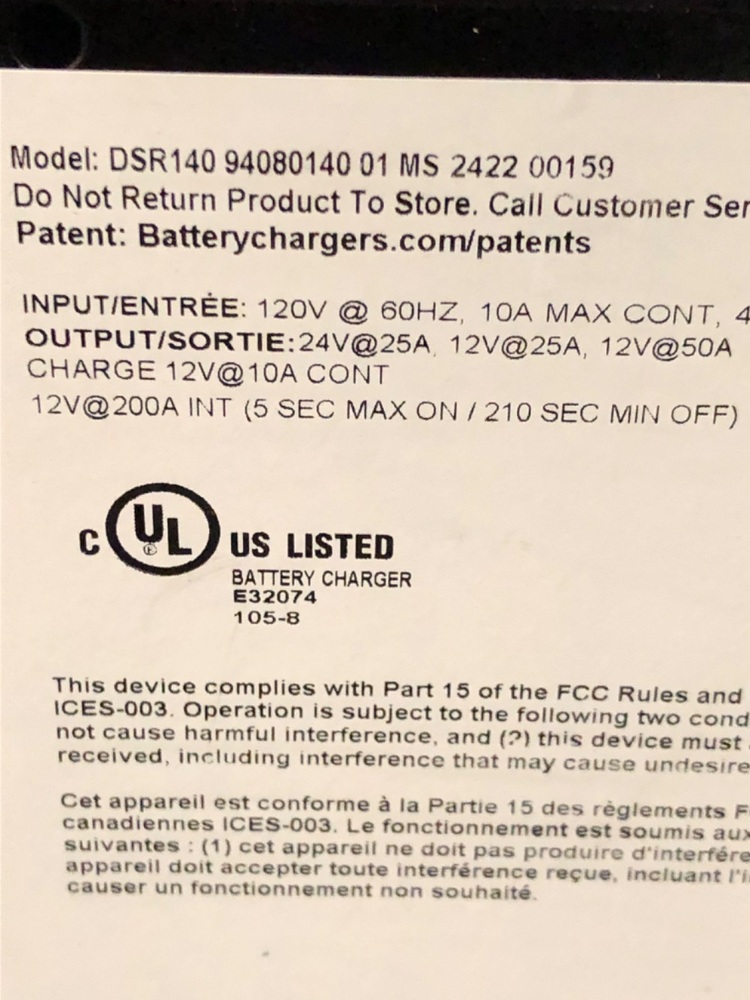 Model: DSR140 94080140 01 MS 2422 00159
Do Not Return Product To Store. Call Customer Ser
Patent: Batterychargers.com/patents
INPUT/ENTRÉE: 120V @ 60HZ, 10A MAX CONT, 4
OUTPUT/SORTIE:24V@25A, 12V@25A, 12V@50A
CHARGE 12V@10A CONT
12V@200A INT (5 SEC MAX ON / 210 SEC MIN OFF)
C UL ® US LISTED
BATTERY CHARGER
E32074
105-8
This device complies with Part 15 of the FCC Rules and
ICES-003. Operation is subject to the following two cond
not cause harmful interference, and (2) this device must
received, including interference that may cause undesire
Cet appareil est conforme à la Partie 15 des règlements F
canadiennes ICES-003. Le fonctionnement est soumis aux
suivantes : (1) cet appareil ne doit pas produire d'interfére
appareil doit accepter toute interférence reçue, incluant l'i
causer un fonctionnement non souhaité.